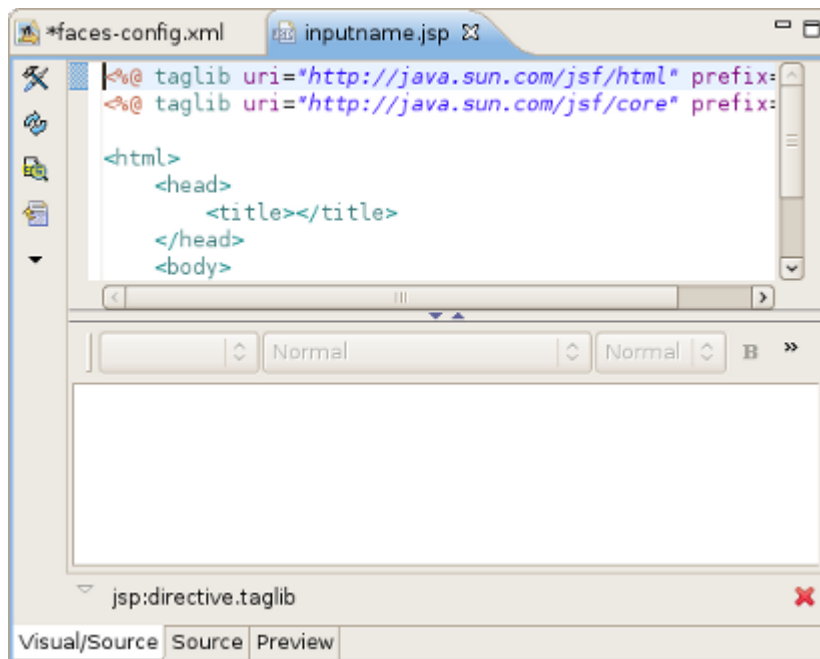 *faces-config.xml inputname.jsp
<%@ taglib uri="http://java.sun.com/jsf/html" prefix=
<%@ taglib uri="http://java.sun.com/jsf/core" prefix=
<html>
<head>
<title></title>
</head>
<body>
Normal Normal B »
jsp:directive.taglib
Visual/Source Source Preview